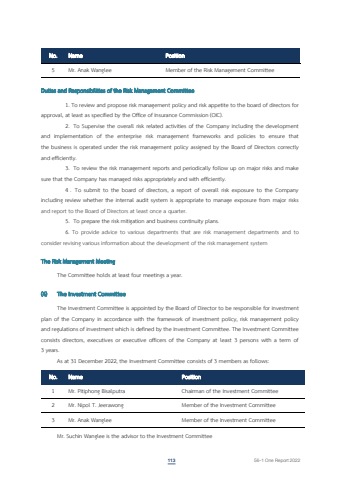 No. Name Position
5 Mr. Anak Wanglee Member of the Risk Management Committee
Duties and Responsibilities of the Risk Management Committee
1. To review and propose risk management policy and risk appetite to the board of directors for
approval, at least as specified by the Office of Insurance Commission (OIC).
2. To Supervise the overall risk related activities of the Company including the development
and implementation of the enterprise risk management frameworks and policies to ensure that
the business is operated under the risk management policy assigned by the Board of Directors correctly
and efficiently.
3. To review the risk management reports and periodically follow up on major risks and make
sure that the Company has managed risks appropriately and with efficiently.
4 . To submit to the board of directors, a report of overall risk exposure to the Company
including review whether the internal audit system is appropriate to manage exposure from major risks
and report to the Board of Directors at least once a quarter.
5. To prepare the risk mitigation and business continuity plans.
6. To provide advice to various departments that are risk management departments and to
consider revising various information about the development of the risk management system
The Risk Management Meeting
The Committee holds at least four meetings a year.
The Investment Committee
The Investment Committee is appointed by the Board of Director to be responsible for investment
plan of the Company in accordance with the framework of investment policy, risk management policy
and regulations of investment which is defined by the Investment Committee. The Investment Committee
consists directors, executives or executive officers of the Company at least 3 persons with a term of
3 years.
As at 31 December 2022, the Investment Committee consists of 3 members as follows:
No. Name Position
1 Mr. Pitiphong Bisalputra Chairman of the Investment Committee
2 Mr. Nipol T. Jeerawong Member of the Investment Committee
3 Mr. Anak Wanglee Member of the Investment Committee
Mr. Suchin Wanglee is the advisor to the Investment Committee
113 56-1 One-Report 2022